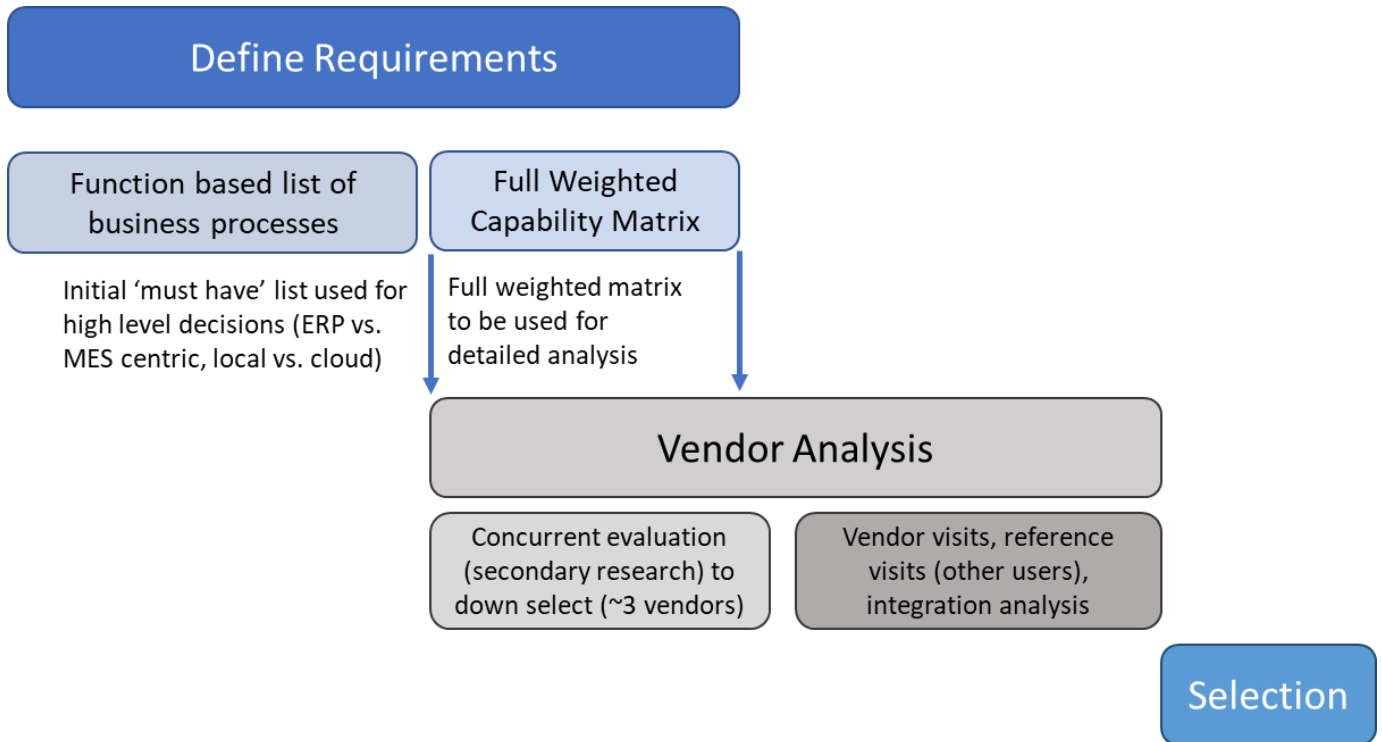 Define Requirements
Function based list of
business processes
Full Weighted
Capability Matrix
Initial ‘must have’ list used for
high level decisions (ERP vs.
MES centric, local vs. cloud)
Full weighted matrix
to be used for
detailed analysis
Vendor Analysis
Concurrent evaluation
(secondary research) to
down select (~3 vendors)
Vendor visits, reference
visits (other users),
integration analysis
Selection